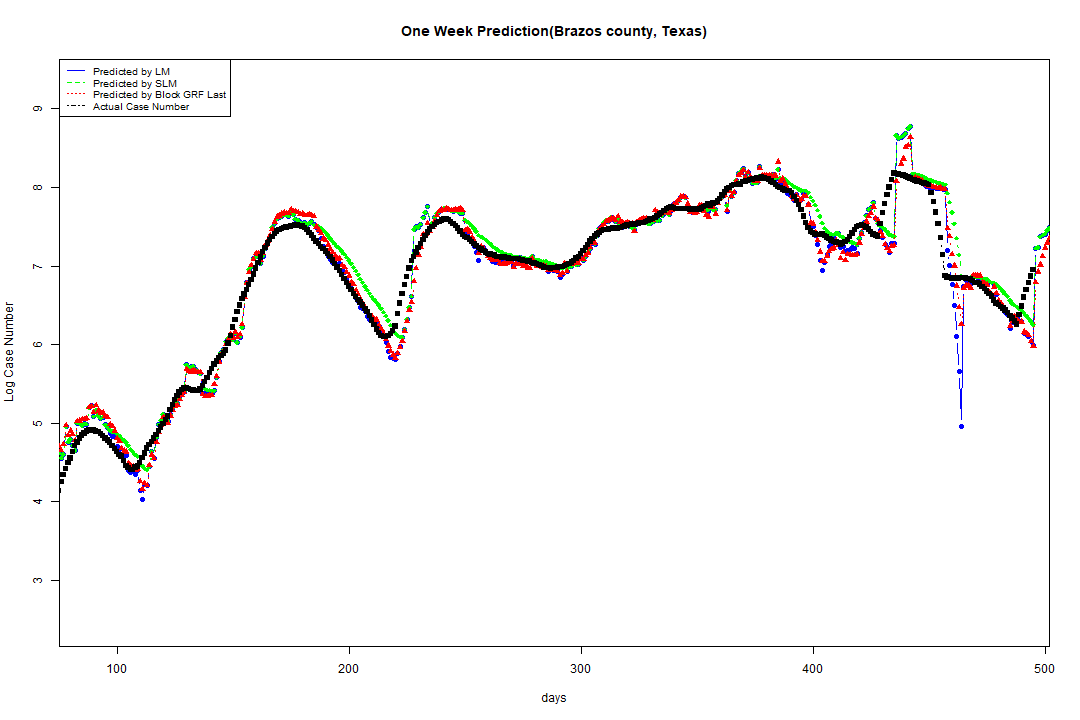 One Week Prediction(Brazos county, Texas)
Predicted by LM
Predicted by SLM
Predicted by Block GRF Last
Actual Case Number
9
8
7
6
5
4
3
Log Case Number
100 200 300 400 500
days